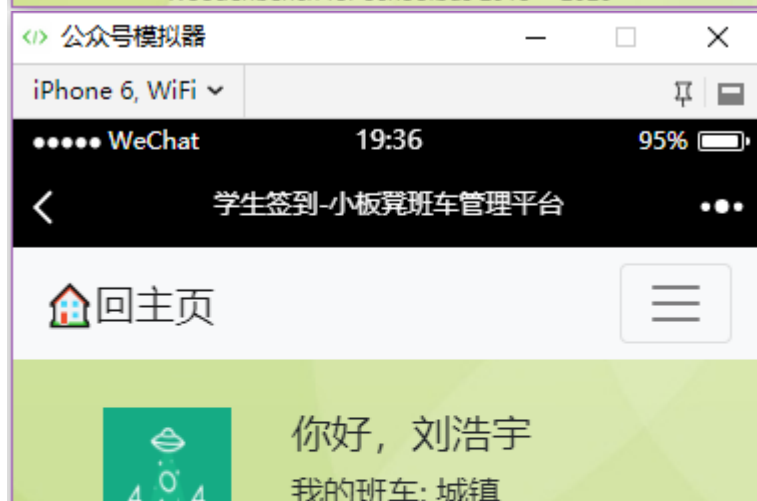 公众号模拟器
iPhone 6, WiFi
WeChat 19:36 95%
学生签到-小板凳班车管理平台
回主页
你好，刘浩宇
我的班车: 城镇